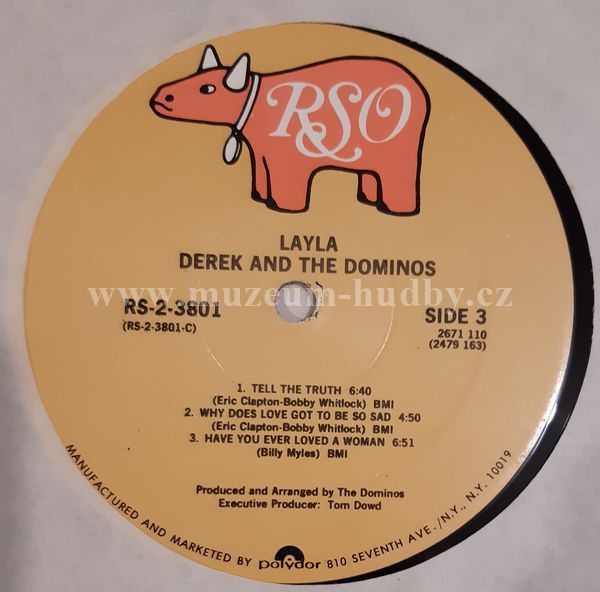 RSO
LAYLA
DEREK AND THE DOMINOS
www.muzeum-hudby.cz
RS-2-3801
(RS-2-3801-C)
SIDE 3
2671 110
(2479 163)
1. TELL THE TRUTH 6:40
(Eric Clapton-Bobby Whitlock) BMI
2. WHY DOES LOVE GOT TO BE SO SAD 4:50
(Eric Clapton-Bobby Whitlock) BMI
3. HAVE YOU EVER LOVED A WOMAN 6:51
(Billy Myles) BMI
Produced and Arranged by The Dominos
Executive Producer: Tom Dowd
MANUFACTURED AND MARKETED BY polydor 810 SEVENTH AVE./N.Y., N.Y. 10019